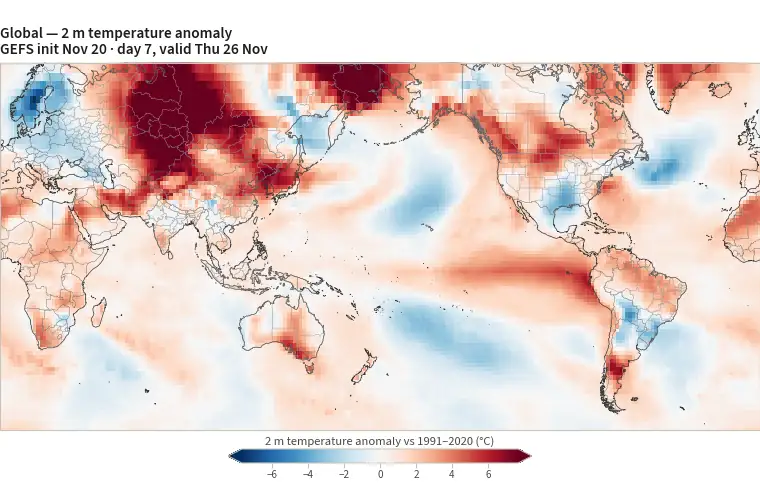 Global — 2 m temperature anomaly
GEFS init Nov 20 · day 7, valid Thu 26 Nov
2 m temperature anomaly vs 1991–2020 (°C)
−6 −4 −2 0 2 4 6